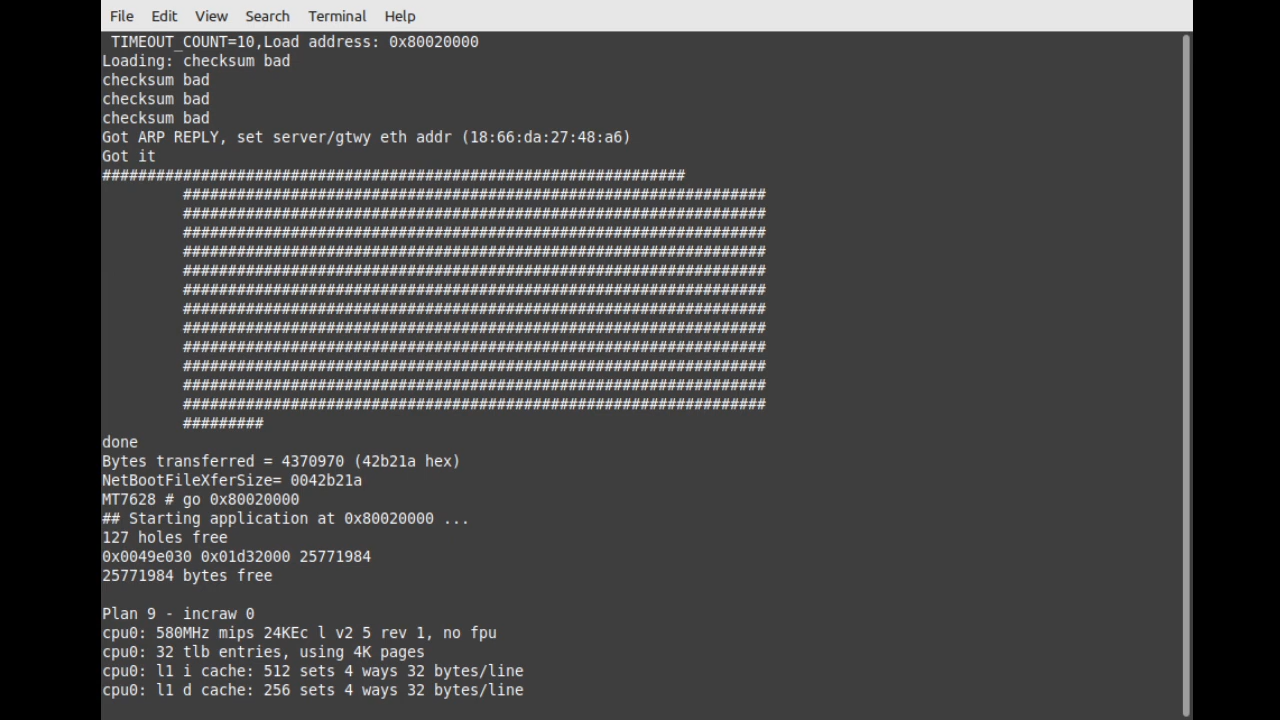 File Edit View Search Terminal Help
TIMEOUT_COUNT=10,Load address: 0x80020000
Loading: checksum bad
checksum bad
checksum bad
checksum bad
Got ARP REPLY, set server/gtwy eth addr (18:66:da:27:48:a6)
Got it
#################################################################
#################################################################
#################################################################
#################################################################
#################################################################
#################################################################
#################################################################
#################################################################
#################################################################
#################################################################
#################################################################
#################################################################
#################################################################
#########
done
Bytes transferred = 4370970 (42b21a hex)
NetBootFileXferSize= 0042b21a
MT7628 # go 0x80020000
## Starting application at 0x80020000 ...
127 holes free
0x0049e030 0x01d32000 25771984
25771984 bytes free
Plan 9 - incraw 0
cpu0: 580MHz mips 24KEc l v2 5 rev 1, no fpu
cpu0: 32 tlb entries, using 4K pages
cpu0: l1 i cache: 512 sets 4 ways 32 bytes/line
cpu0: l1 d cache: 256 sets 4 ways 32 bytes/line